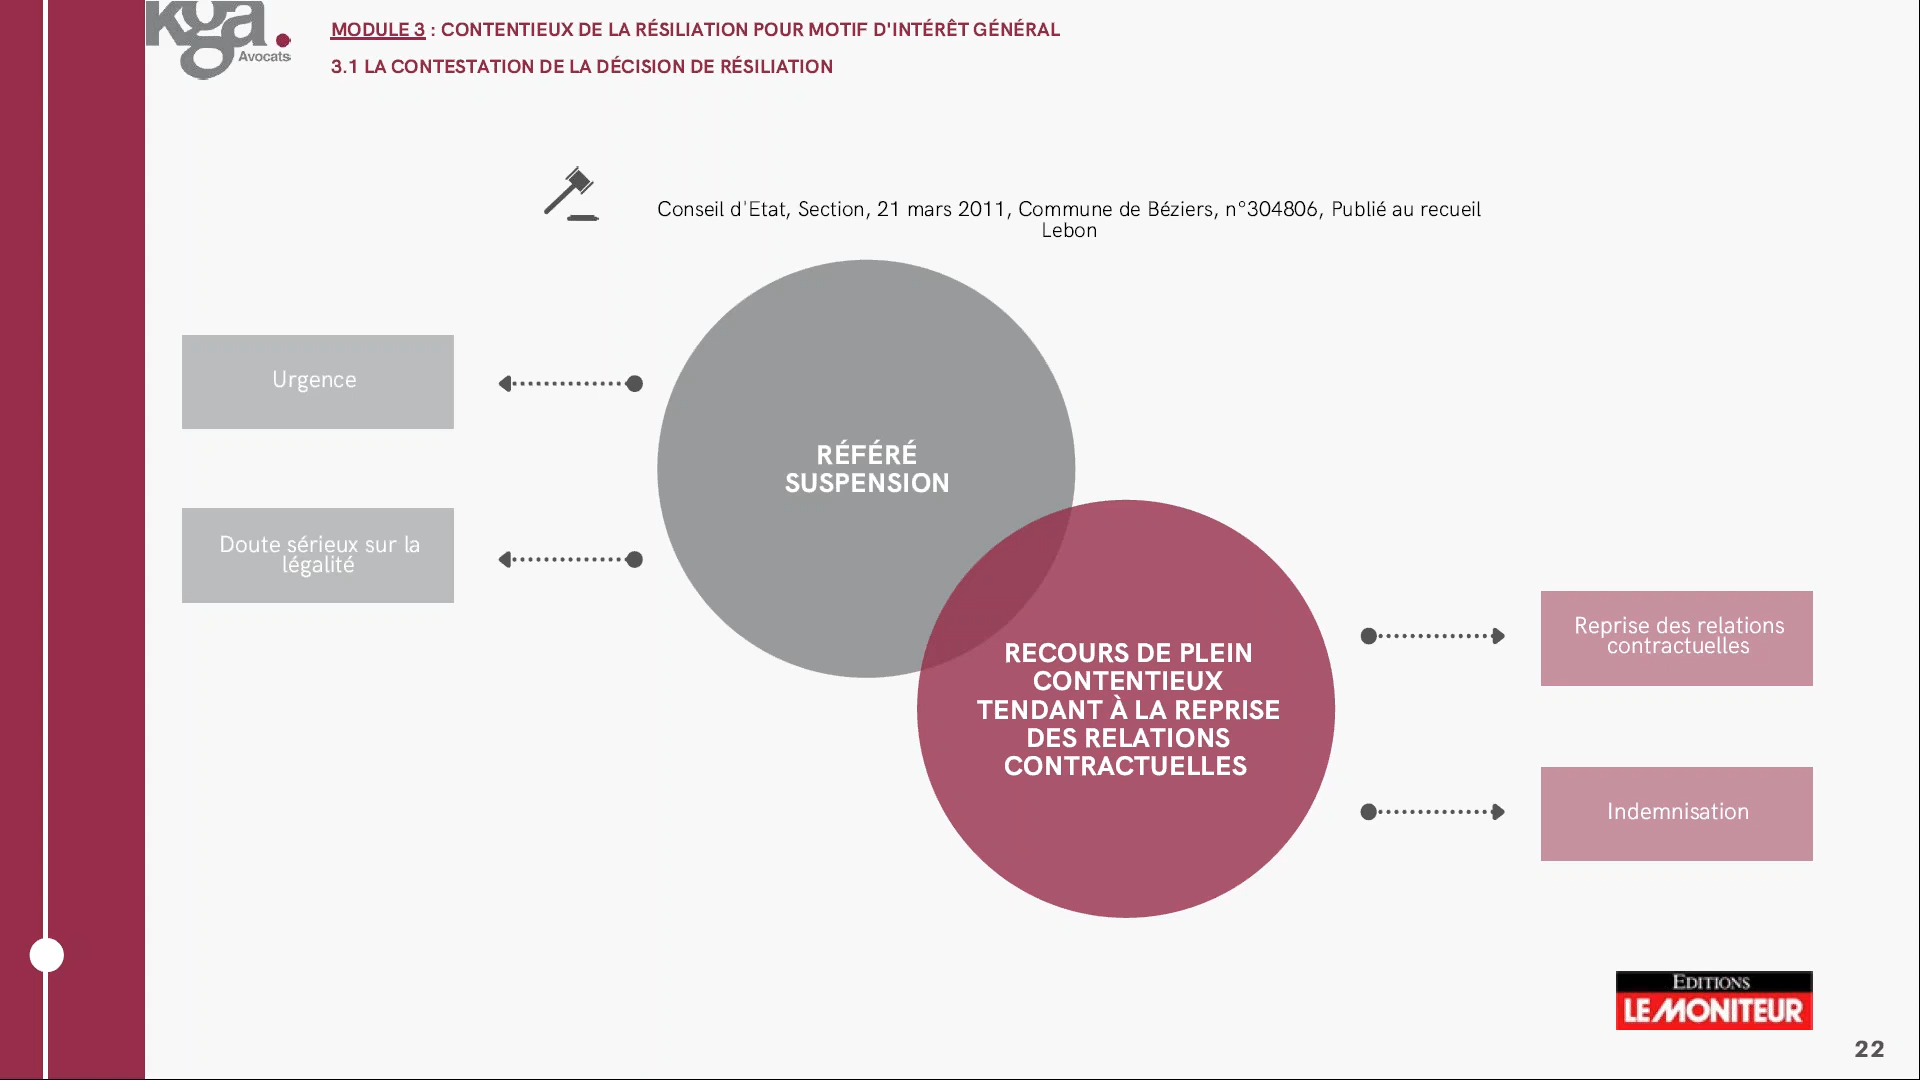 kga.
Avocats
MODULE 3 : CONTENTIEUX DE LA RÉSILIATION POUR MOTIF D'INTÉRÊT GÉNÉRAL
3.1 LA CONTESTATION DE LA DÉCISION DE RÉSILIATION
Conseil d'Etat, Section, 21 mars 2011, Commune de Béziers, n°304806, Publié au recueil
Lebon
Urgence
Doute sérieux sur la
légalité
RÉFÉRÉ
SUSPENSION
RECOURS DE PLEIN
CONTENTIEUX
TENDANT À LA REPRISE
DES RELATIONS
CONTRACTUELLES
Reprise des relations
contractuelles
Indemnisation
EDITIONS
LE MONITEUR
22